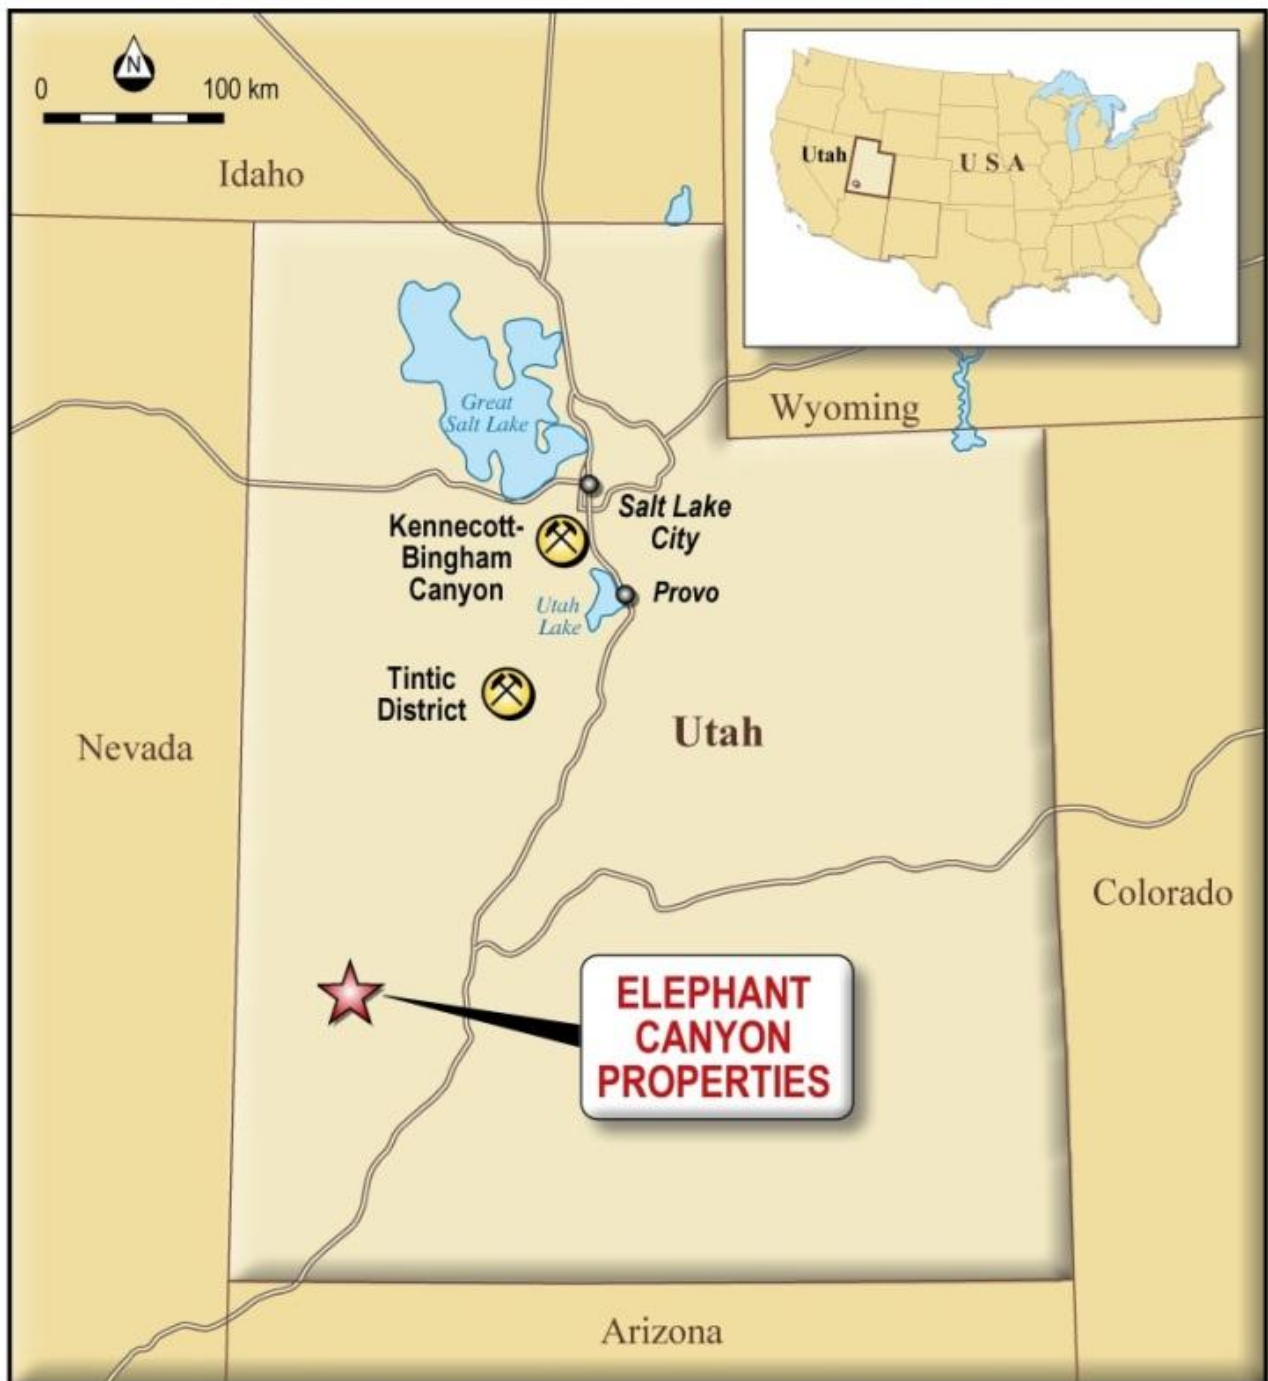 N
0 100 km
Idaho
Utah
U S A
Great
Salt Lake
Wyoming
Salt Lake
City
Kennecott-
Bingham
Canyon
Utah
Lake
Provo
Tintic
District
Utah
Nevada
Colorado
ELEPHANT
CANYON
PROPERTIES
Arizona